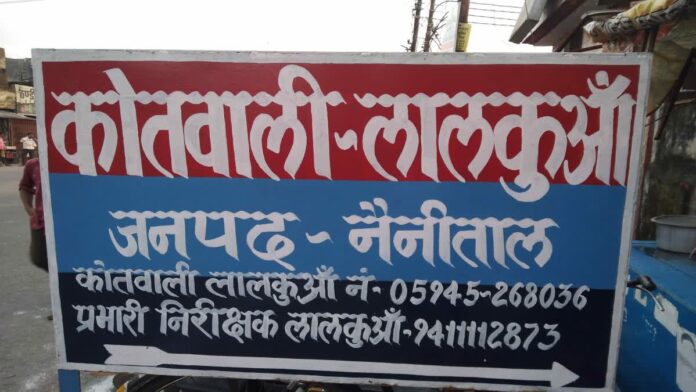 कोतवाली-लालकुआँ
जनपद - नैनीताल
कोतवाली लालकुआँ नं- 05945-268036
प्रभारी निरीक्षक लालकुआँ-9411112873